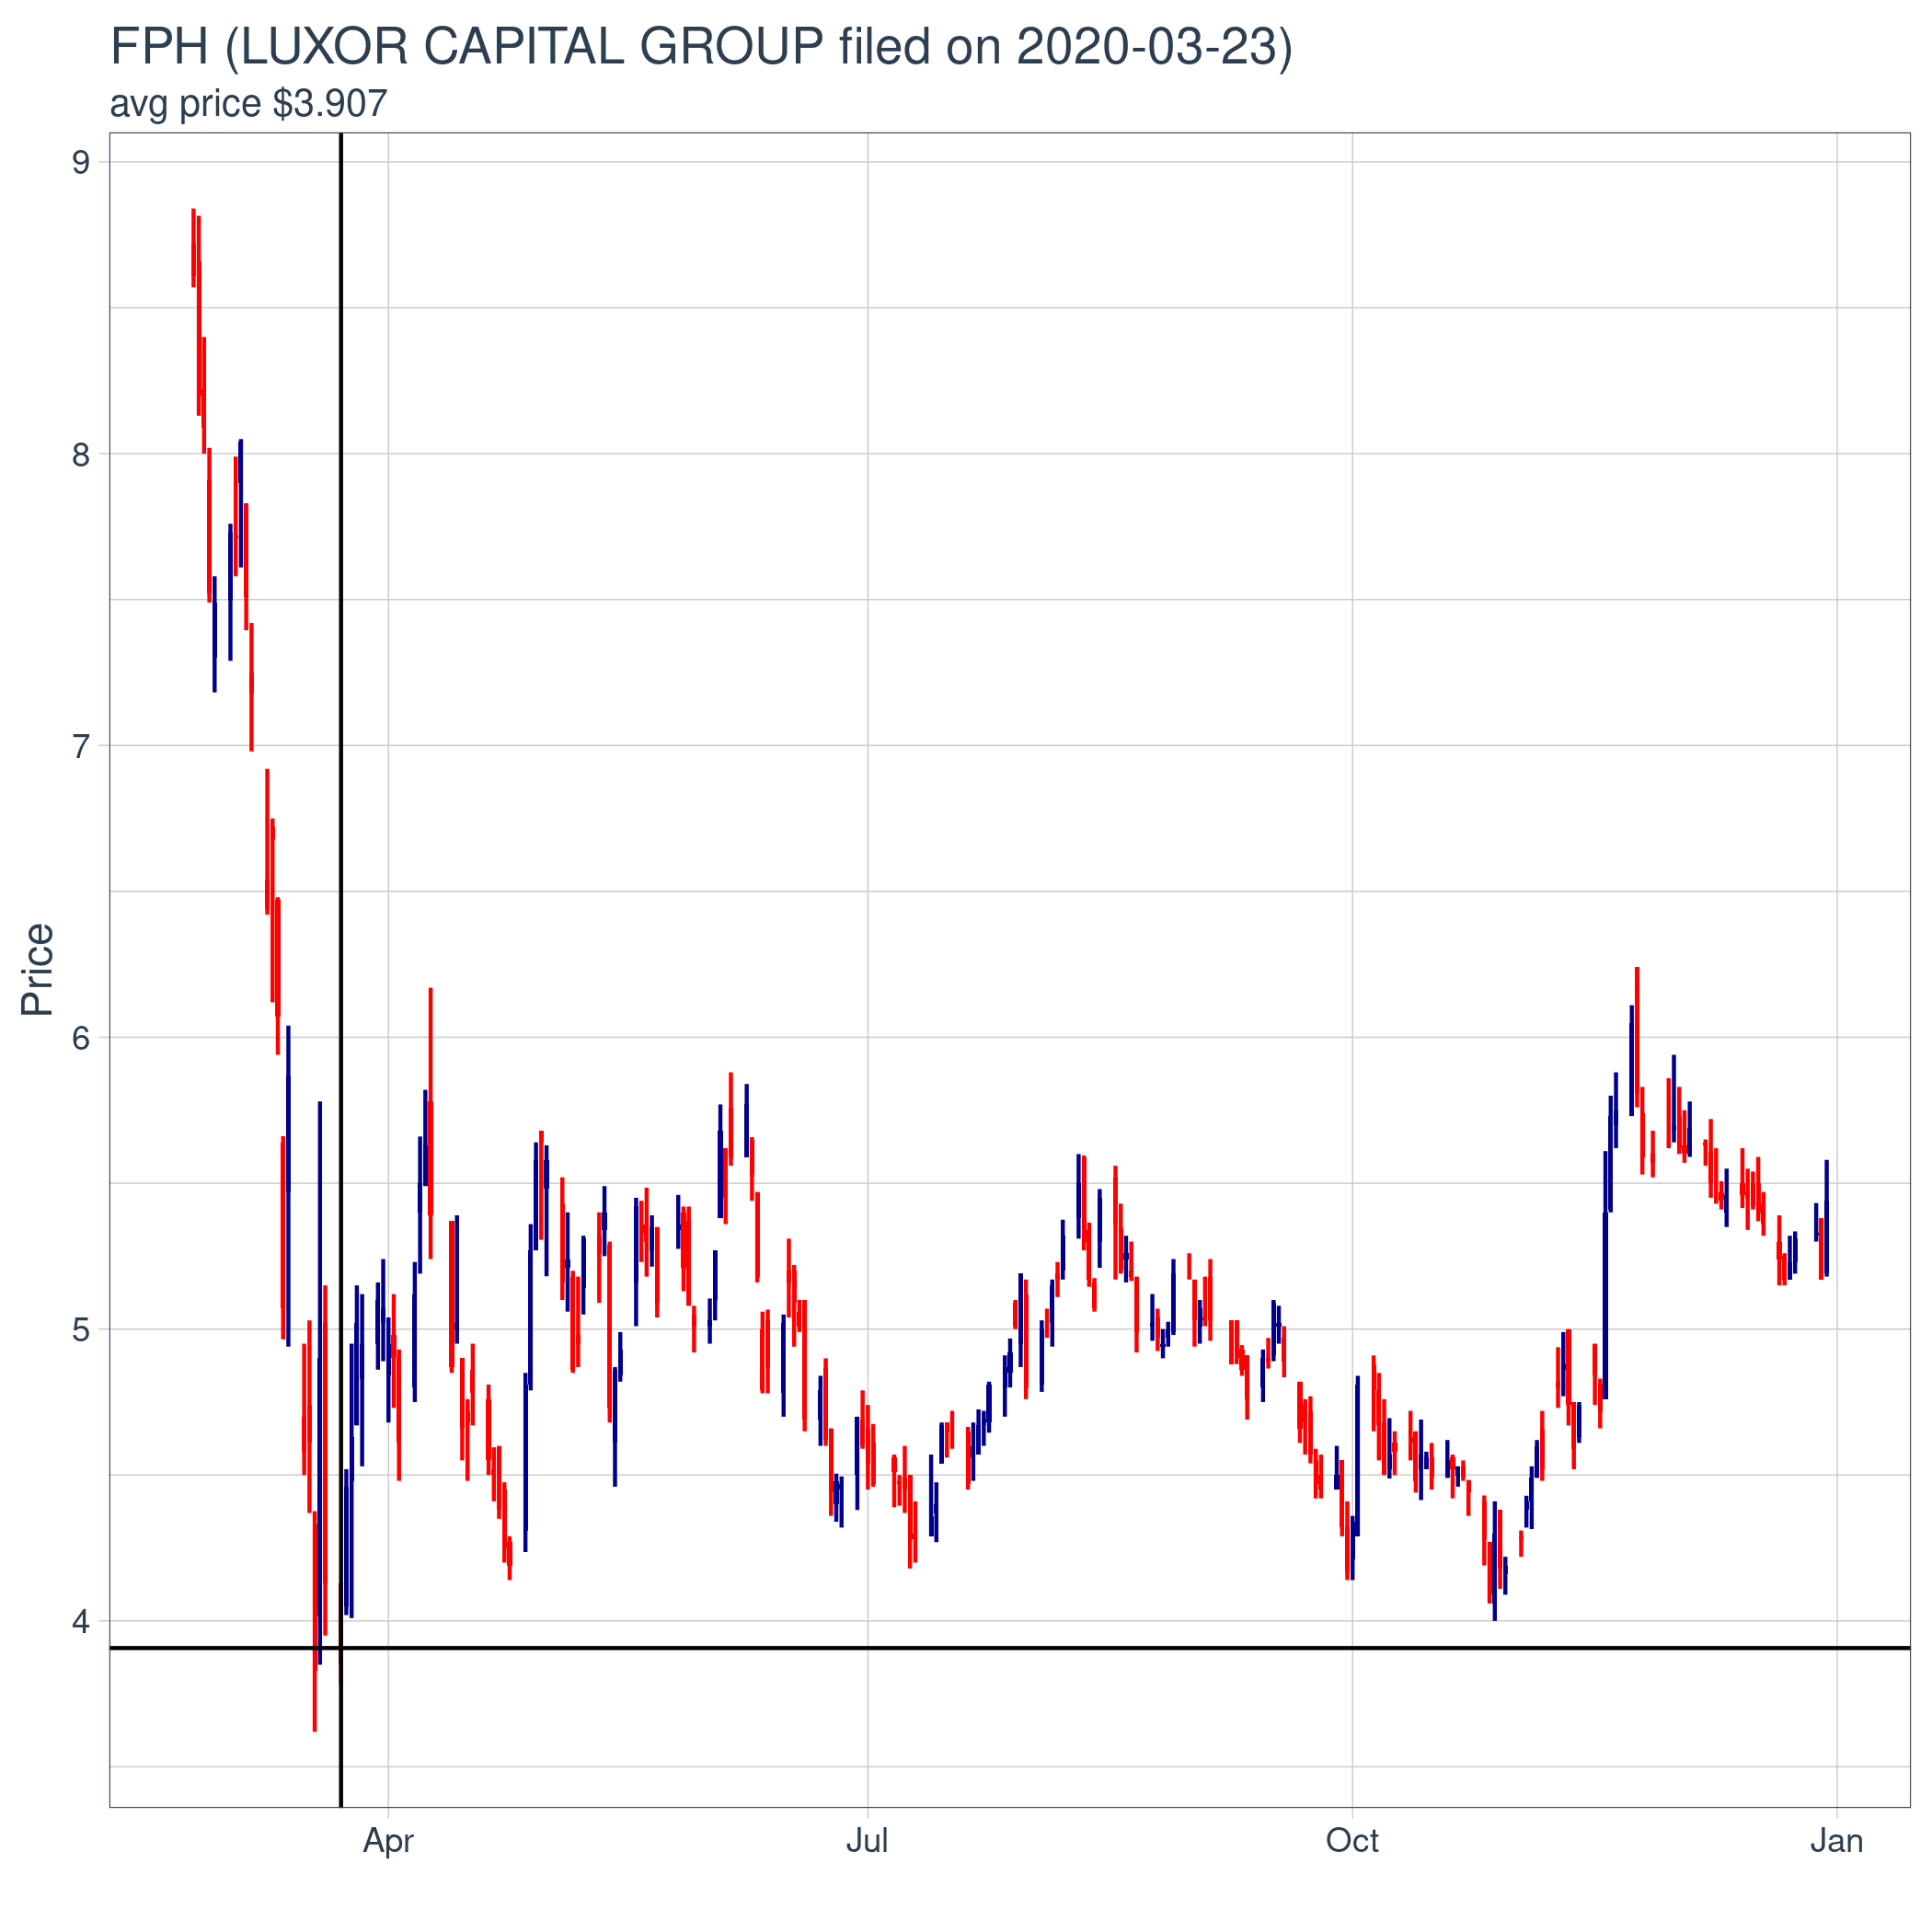 FPH (LUXOR CAPITAL GROUP filed on 2020-03-23)
avg price $3.907
9
8
7
6
5
4
Price
Apr Jul Oct Jan